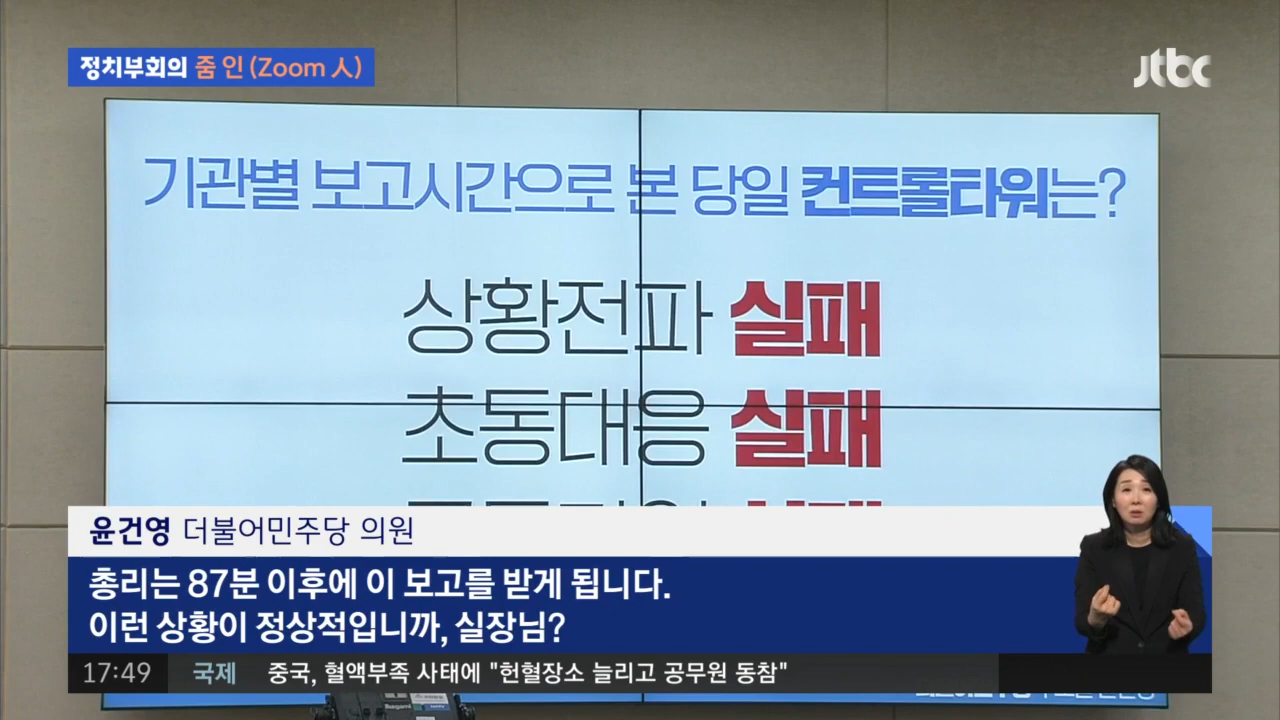 정치부회의 줌 인 (Zoom 人)
jtbc
기관별 보고시간으로 본 당일 컨트롤타워는?
상황전파 실패
초동대응 실패
실패
윤건영 더불어민주당 의원
총리는 87분 이후에 이 보고를 받게 됩니다.
이런 상황이 정상적입니까, 실장님?
17:49 국제 중국, 혈액부족 사태에 "헌혈장소 늘리고 공무원 동참"